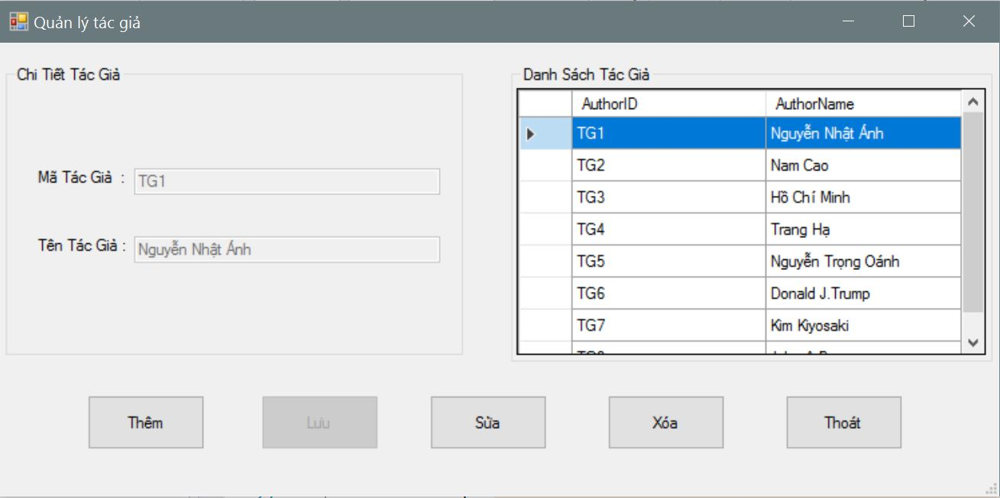 Quản lý tác giả
Chi Tiết Tác Giả
Mã Tác Giả :
TG1
Tên Tác Giả :
Nguyễn Nhật Ánh
Danh Sách Tác Giả
AuthorID AuthorName
TG1 Nguyễn Nhật Ánh
TG2 Nam Cao
TG3 Hồ Chí Minh
TG4 Trang Hạ
TG5 Nguyễn Trọng Oánh
TG6 Donald J.Trump
TG7 Kim Kiyosaki
Thêm Lưu Sửa Xóa Thoát